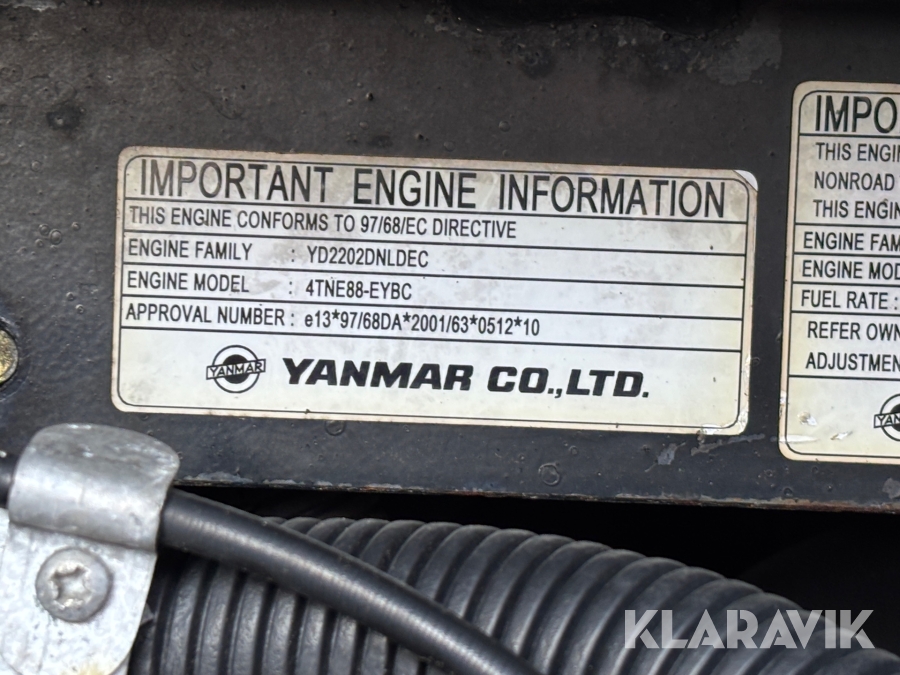 IMPORTANT ENGINE INFORMATION
THIS ENGINE CONFORMS TO 97/68/EC DIRECTIVE
ENGINE FAMILY : YD2202DNLDEC
ENGINE MODEL : 4TNE88-EYBC
APPROVAL NUMBER : e13*97/68DA*2001/63*0512*10
YANMAR YANMAR CO.,LTD.
IMPO
THIS ENGI
NONROAD
THIS ENGIN
ENGINE FAM
ENGINE MOD
FUEL RATE :
REFER OWN
ADJUSTMEN
YANM
KLARAVIK